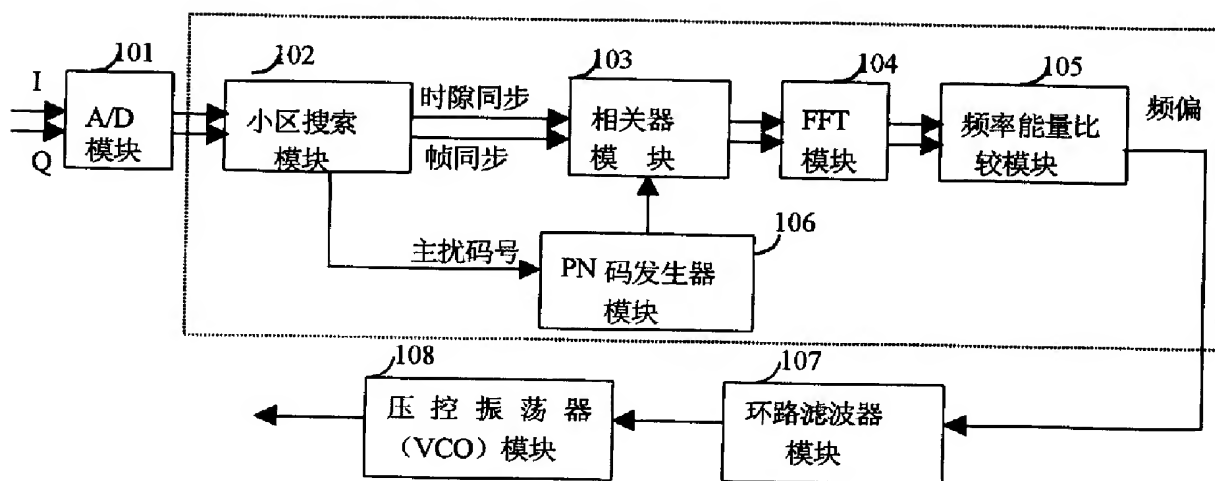 I
Q
101
A/D
模块
102
小区搜索
模块
时隙同步
帧同步
103
相关器
模 块
104
FFT
模块
105
频率能量比
较模块
频偏
主扰码号
106
PN 码发生器
模块
108
压 控 振 荡 器
（VCO）模块
107
环路滤波器
模块